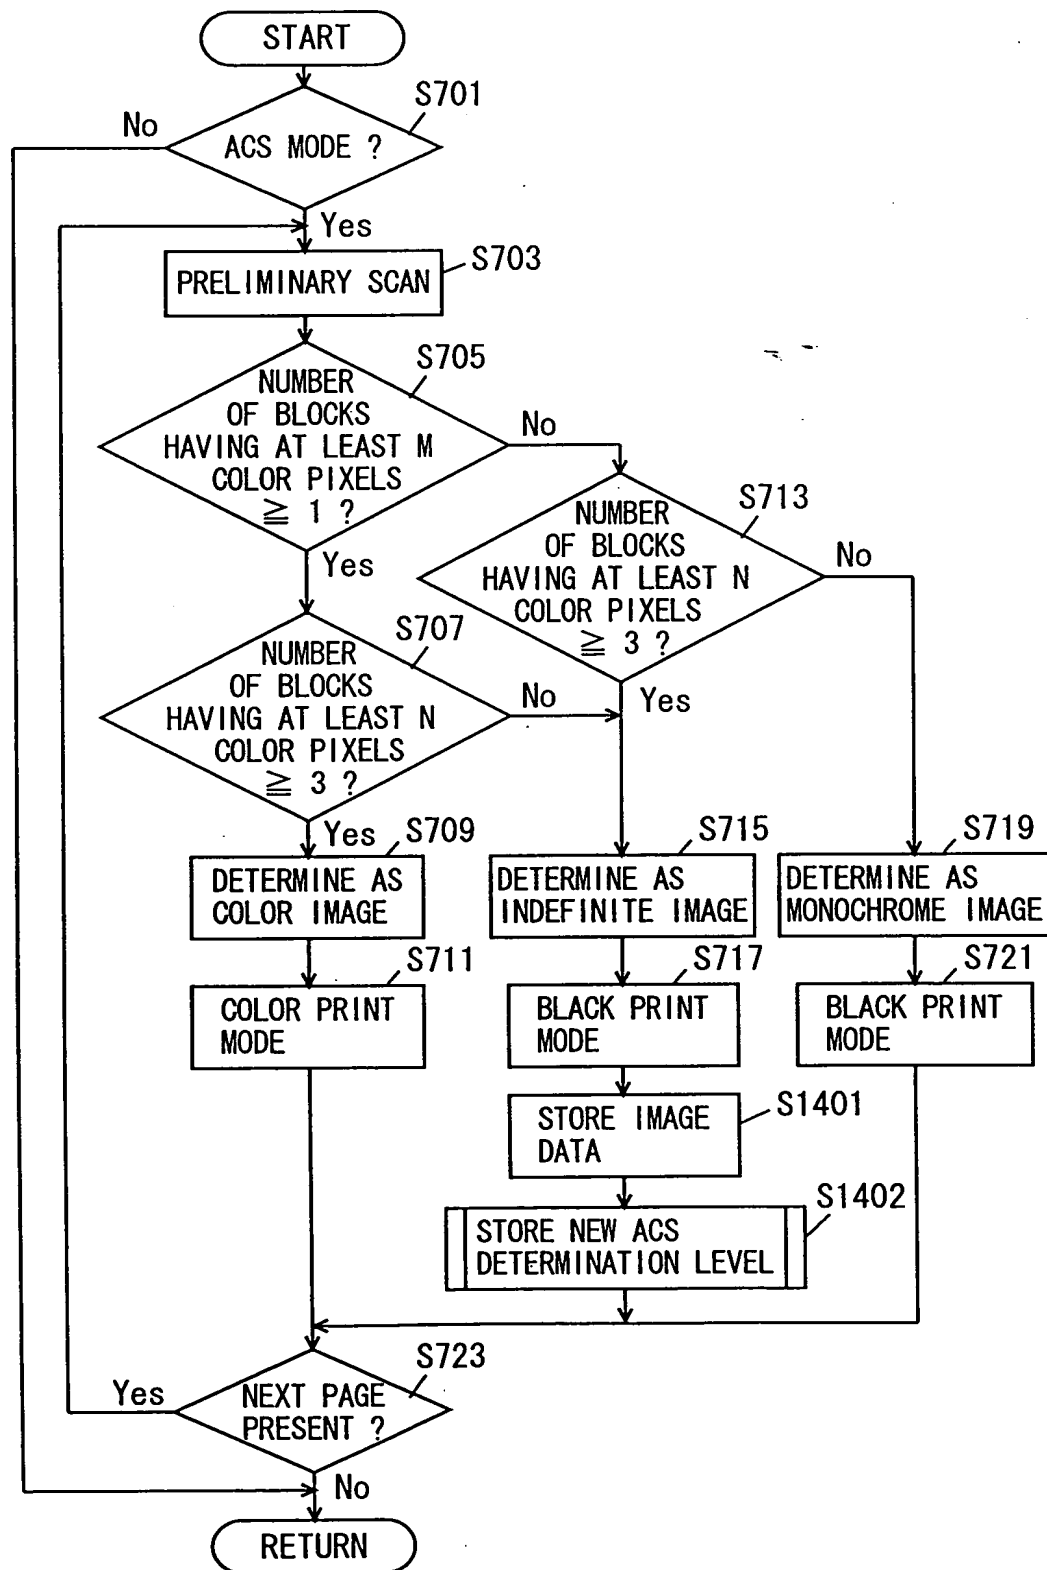 START
S701
No
ACS MODE ?
Yes
S703
PRELIMINARY SCAN
S705
NUMBER
OF BLOCKS
HAVING AT LEAST M
COLOR PIXELS
≧ 1 ?
No
Yes
S713
NUMBER
OF BLOCKS
HAVING AT LEAST N
COLOR PIXELS
≧ 3 ?
No
Yes
S707
NUMBER
OF BLOCKS
HAVING AT LEAST N
COLOR PIXELS
≧ 3 ?
No
Yes
S709
DETERMINE AS
COLOR IMAGE
S715
DETERMINE AS
INDEFINITE IMAGE
S719
DETERMINE AS
MONOCHROME IMAGE
S711
COLOR PRINT
MODE
S717
BLACK PRINT
MODE
S721
BLACK PRINT
MODE
S1401
STORE IMAGE
DATA
S1402
STORE NEW ACS
DETERMINATION LEVEL
S723
Yes
NEXT PAGE
PRESENT ?
No
RETURN